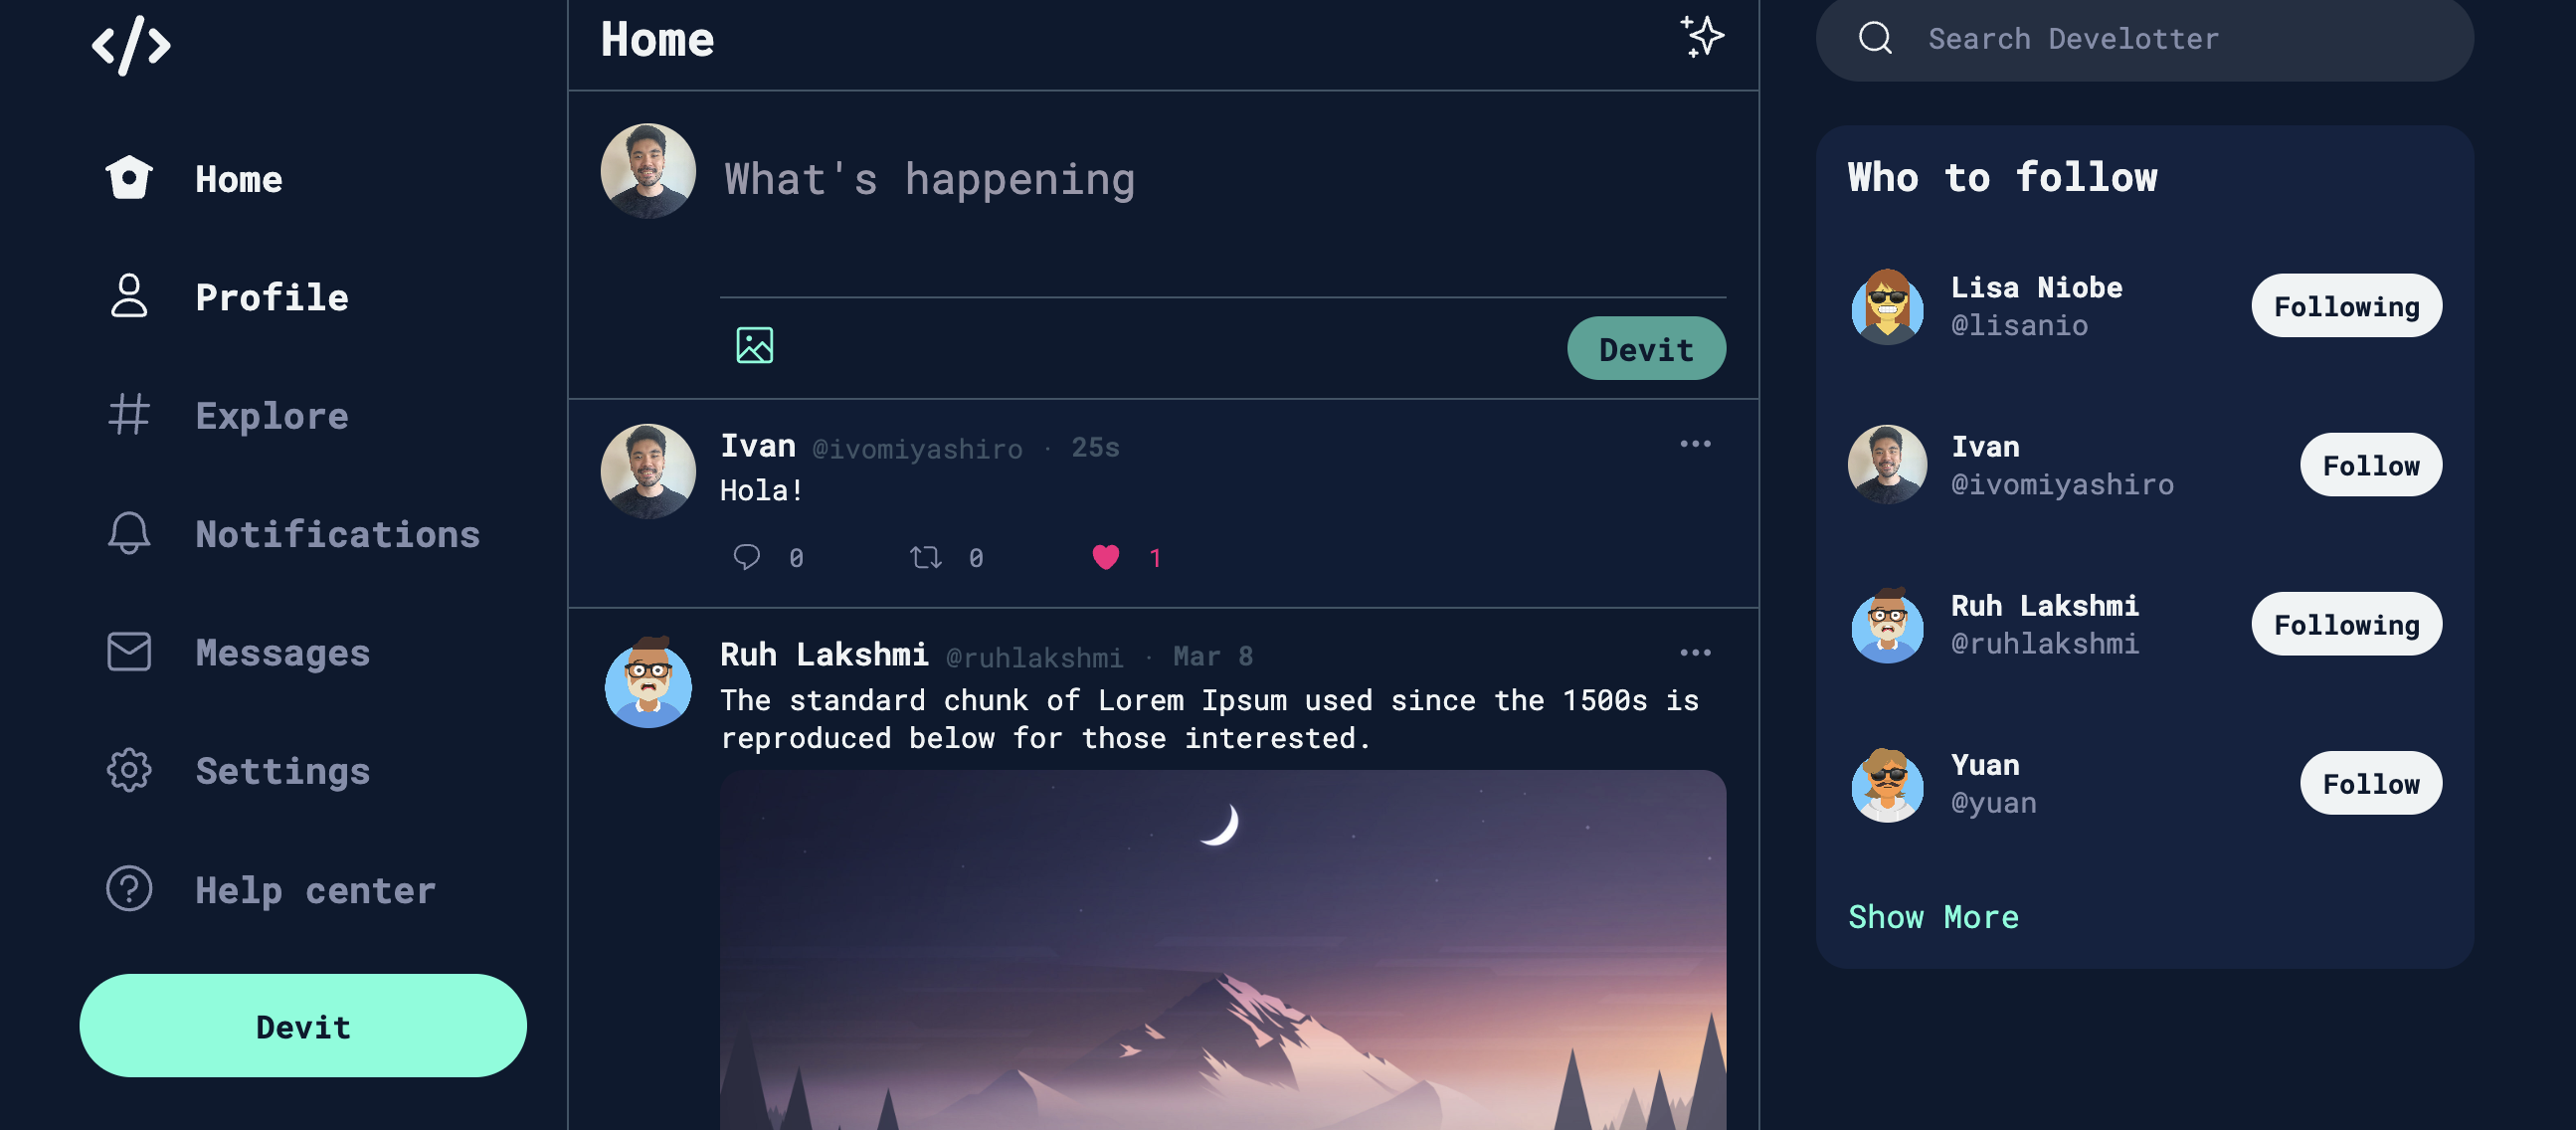 Home
Profile
Explore
Notifications
Messages
Settings
Help center
Devit
Home
What's happening
Devit
Ivan @ivomiyashiro · 25s
Hola!
0 0 1
Ruh Lakshmi @ruhlakshmi · Mar 8
The standard chunk of Lorem Ipsum used since the 1500s is
reproduced below for those interested.
Search Develotter
Who to follow
Lisa Niobe
@lisanio
Following
Ivan
@ivomiyashiro
Follow
Ruh Lakshmi
@ruhlakshmi
Following
Yuan
@yuan
Follow
Show More